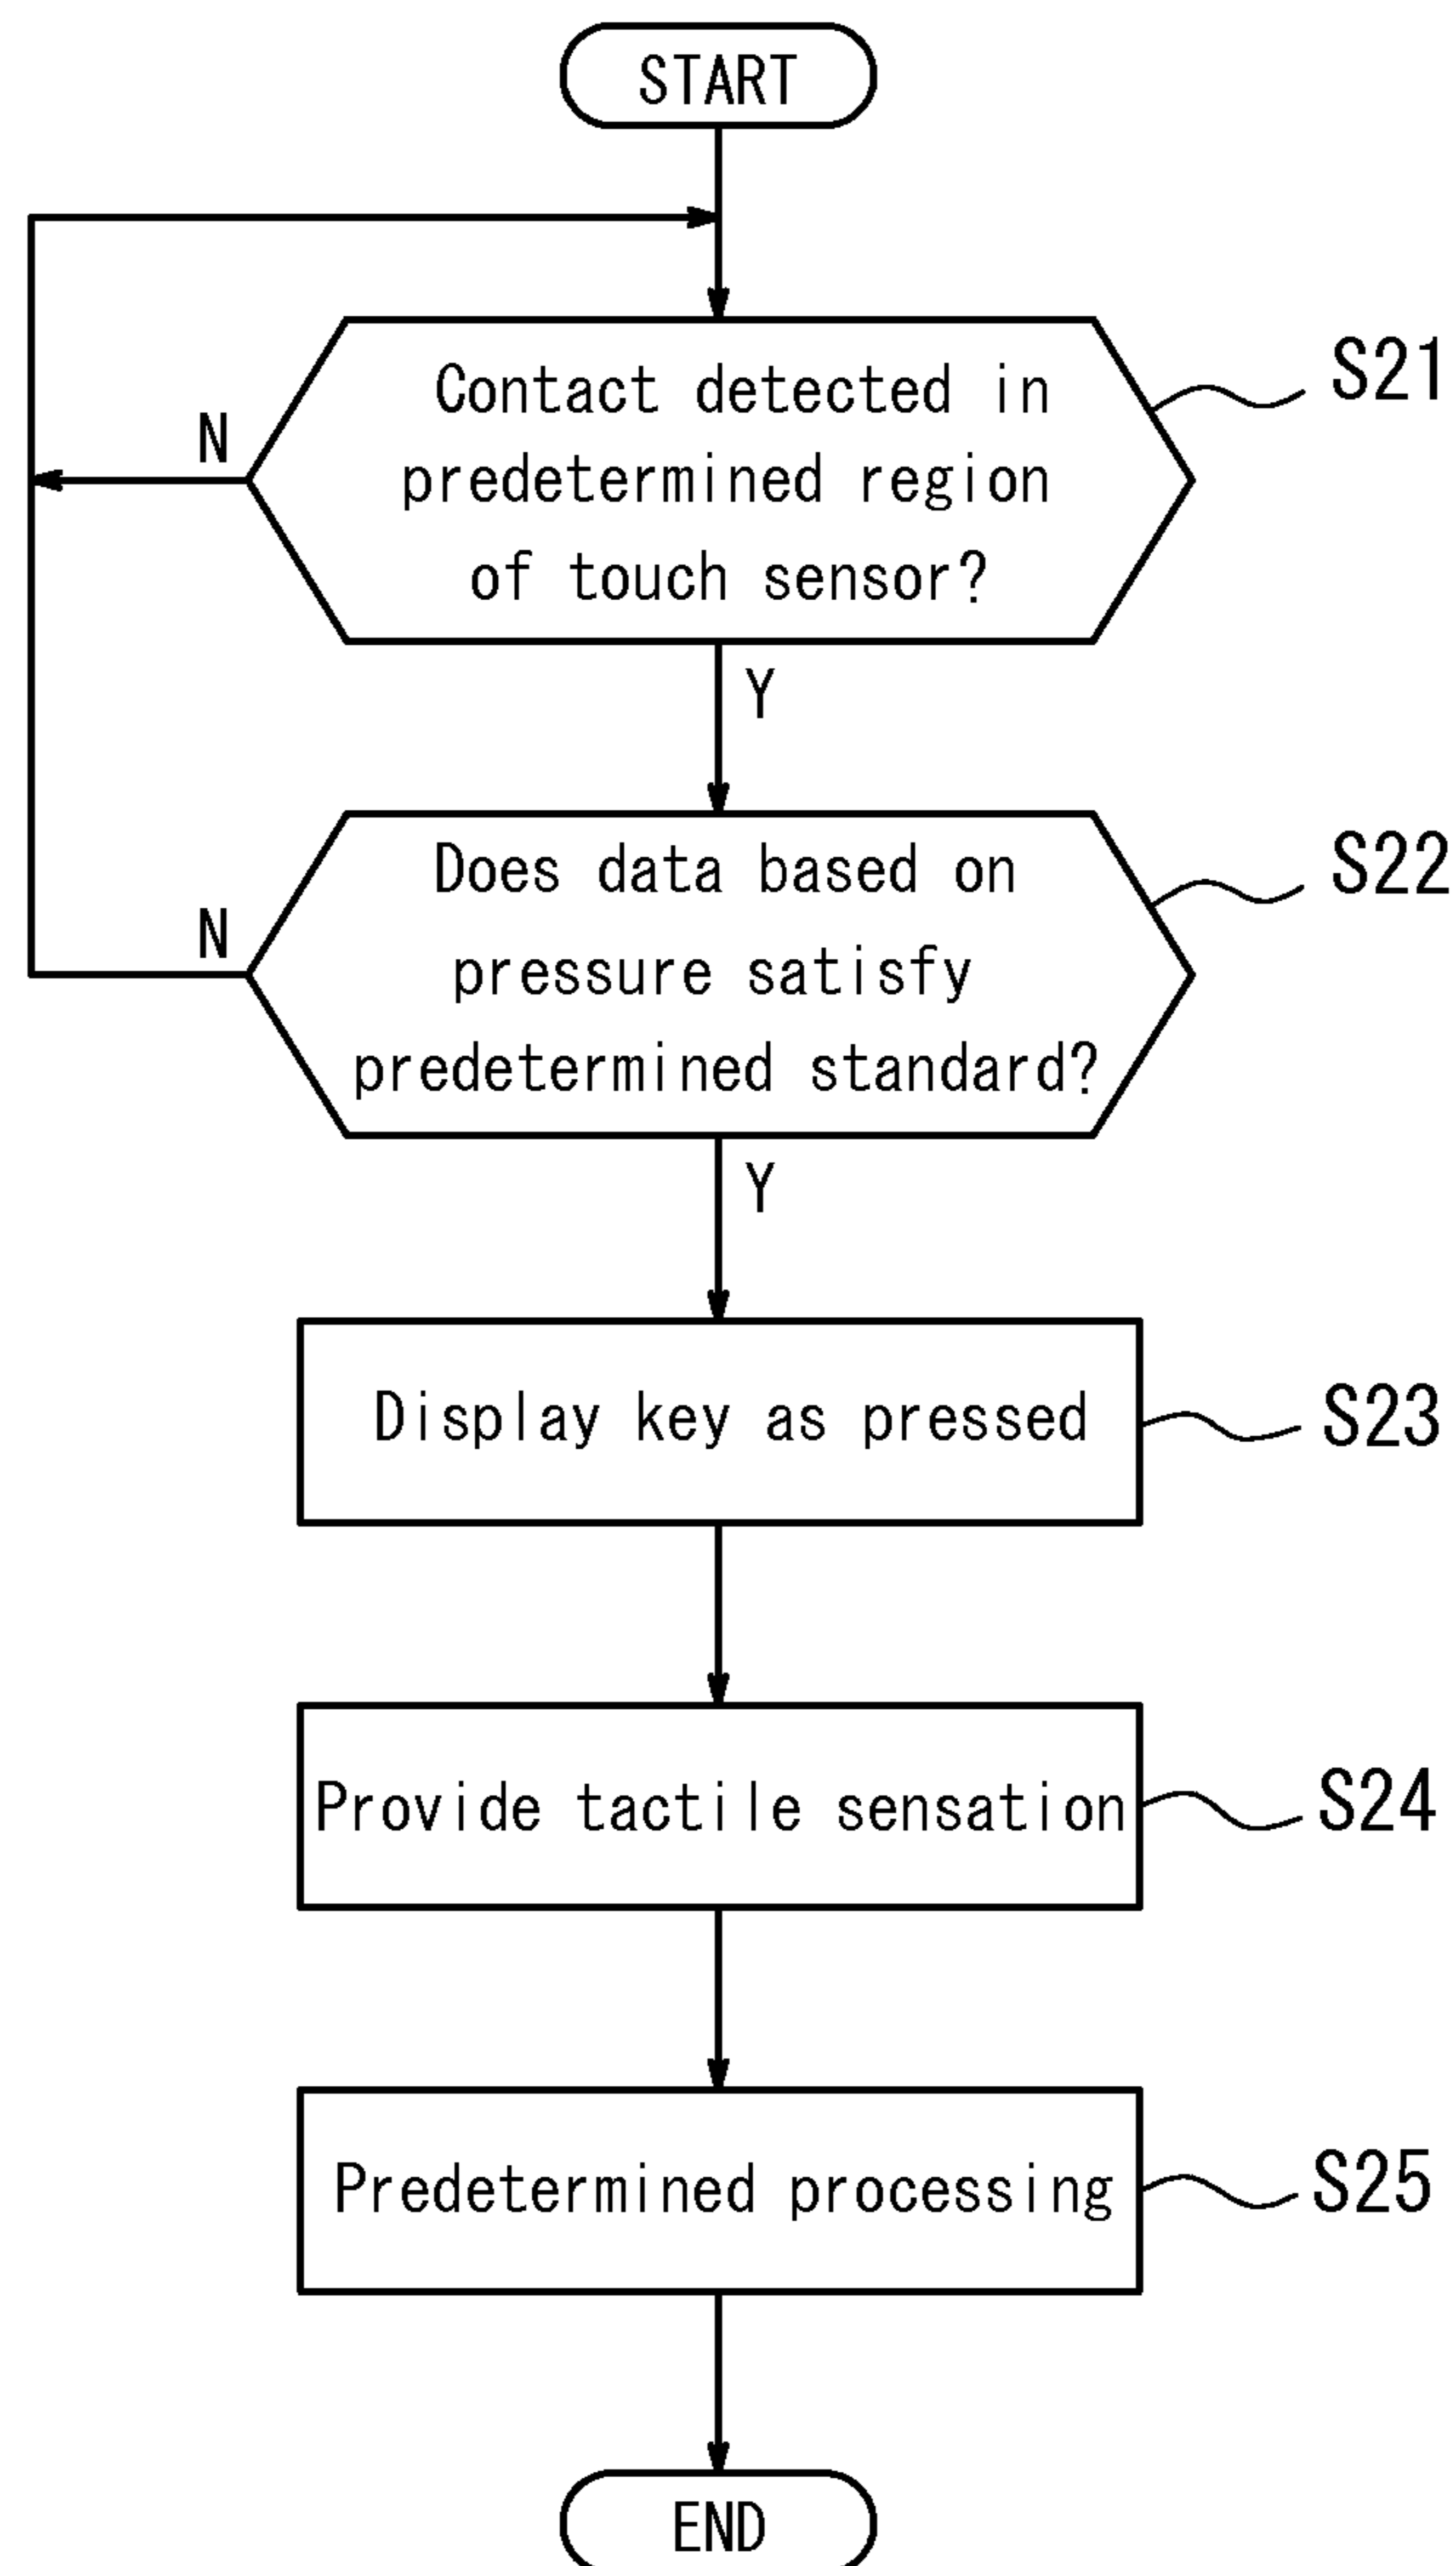 START
Contact detected in
predetermined region
of touch sensor?
S21
N
Y
Does data based on
pressure satisfy
predetermined standard?
S22
N
Y
Display key as pressed
S23
Provide tactile sensation
S24
Predetermined processing
S25
END